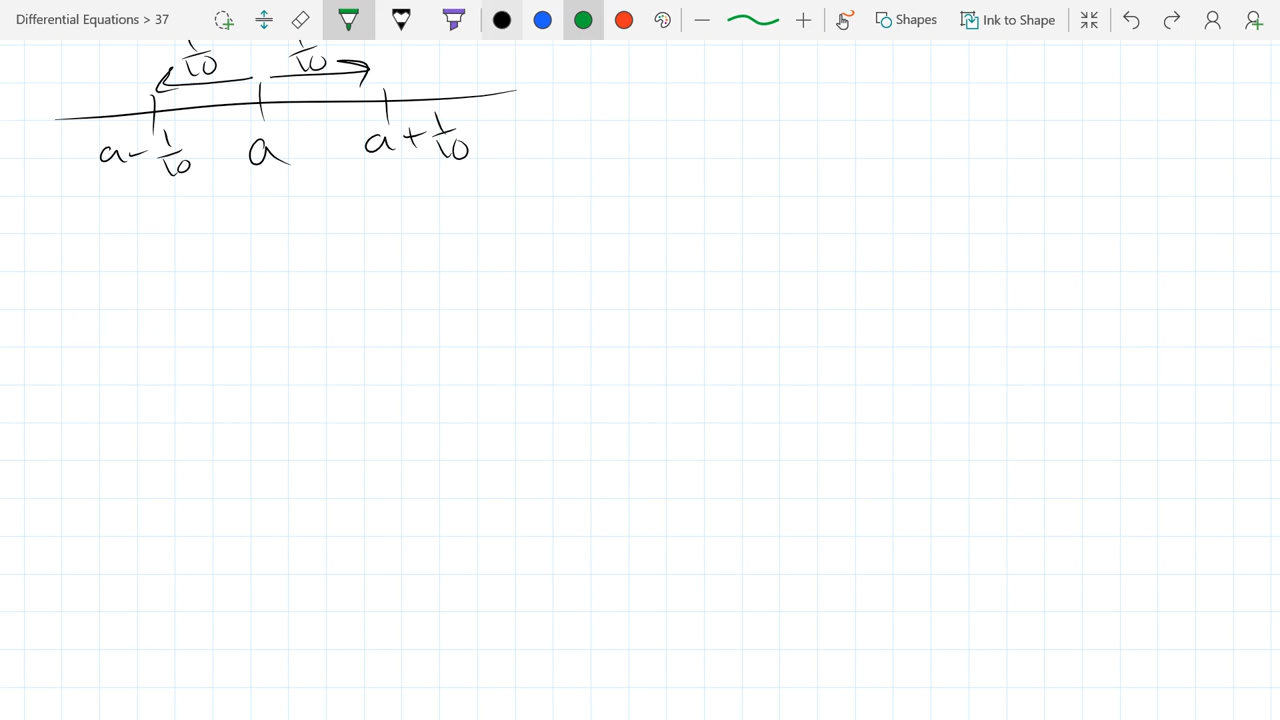 Differential Equations > 37
Shapes
Ink to Shape
1/10 1/10
a - 1/10 a a + 1/10